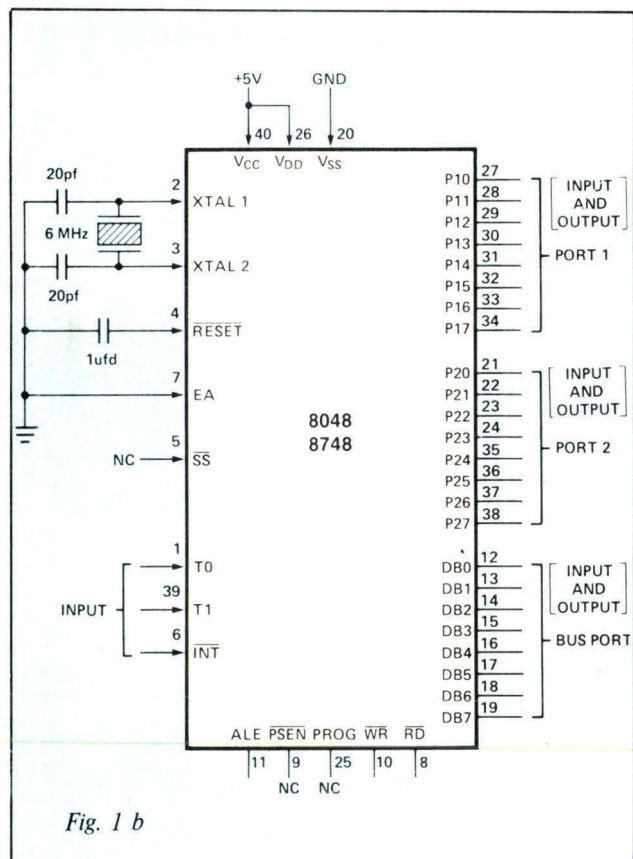 +5V GND
40 26 20
VCC VDD VSS
20pf
2 XTAL 1
6 MHz
3 XTAL 2
20pf
4 RESET
1ufd
7 EA
5 NC SS
8048
8748
1 T0
39 T1
INPUT
6 INT
P10 27
P11 28
P12 29
P13 30
P14 31
P15 32
P16 33
P17 34
INPUT
AND
OUTPUT
PORT 1
P20 21
P21 22
P22 23
P23 24
P24 35
P25 36
P26 37
P27 38
INPUT
AND
OUTPUT
PORT 2
DB0 12
DB1 13
DB2 14
DB3 15
DB4 16
DB5 17
DB6 18
DB7 19
INPUT
AND
OUTPUT
BUS PORT
ALE PSEN PROG WR RD
11 9 25 10 8
NC NC
Fig. 1 b